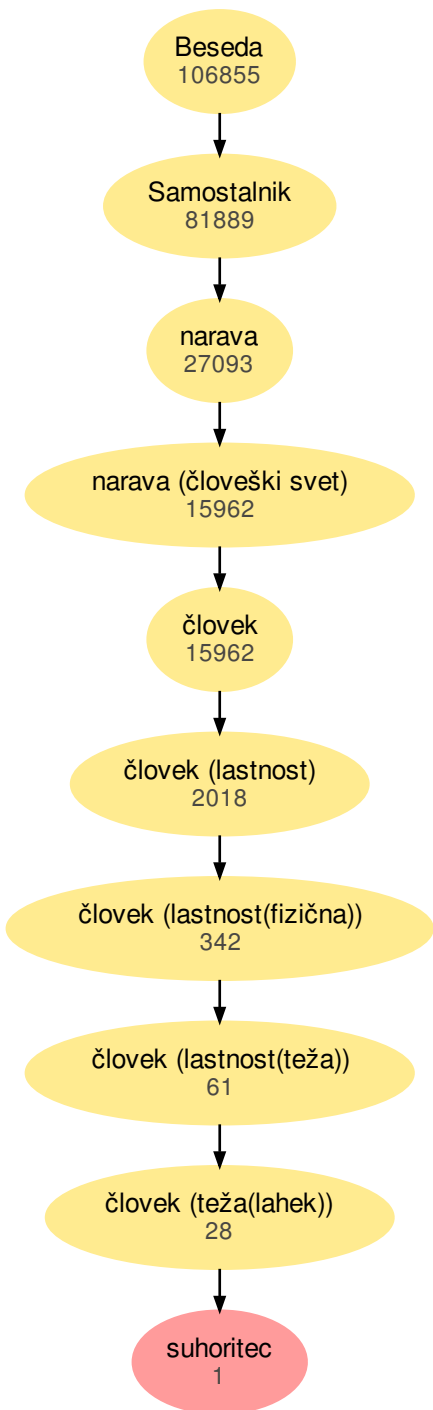 Beseda
106855
Samostalnik
81889
narava
27093
narava (človeški svet)
15962
človek
15962
človek (lastnost)
2018
človek (lastnost(fizična))
342
človek (lastnost(teža))
61
človek (teža(lahek))
28
suhoritec
1